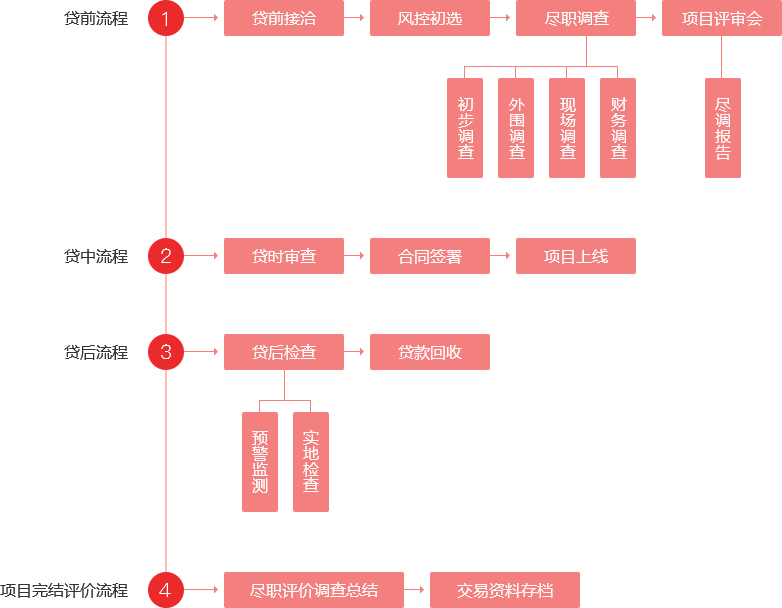 贷前流程
1
贷前接洽
风控初选
尽职调查
项目评审会
初步调查
外围调查
现场调查
财务调查
尽调报告
贷中流程
2
贷时审查
合同签署
项目上线
贷后流程
3
贷后检查
贷款回收
预警监测
实地检查
项目完结评价流程
4
尽职评价调查总结
交易资料存档